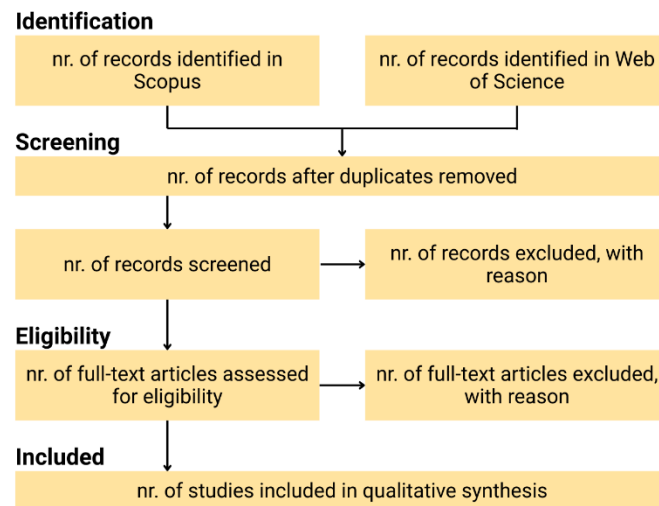 Identification
nr. of records identified in
Scopus
nr. of records identified in Web
of Science
Screening
nr. of records after duplicates removed
nr. of records screened
nr. of records excluded, with
reason
Eligibility
nr. of full-text articles assessed
for eligibility
nr. of full-text articles excluded,
with reason
Included
nr. of studies included in qualitative synthesis